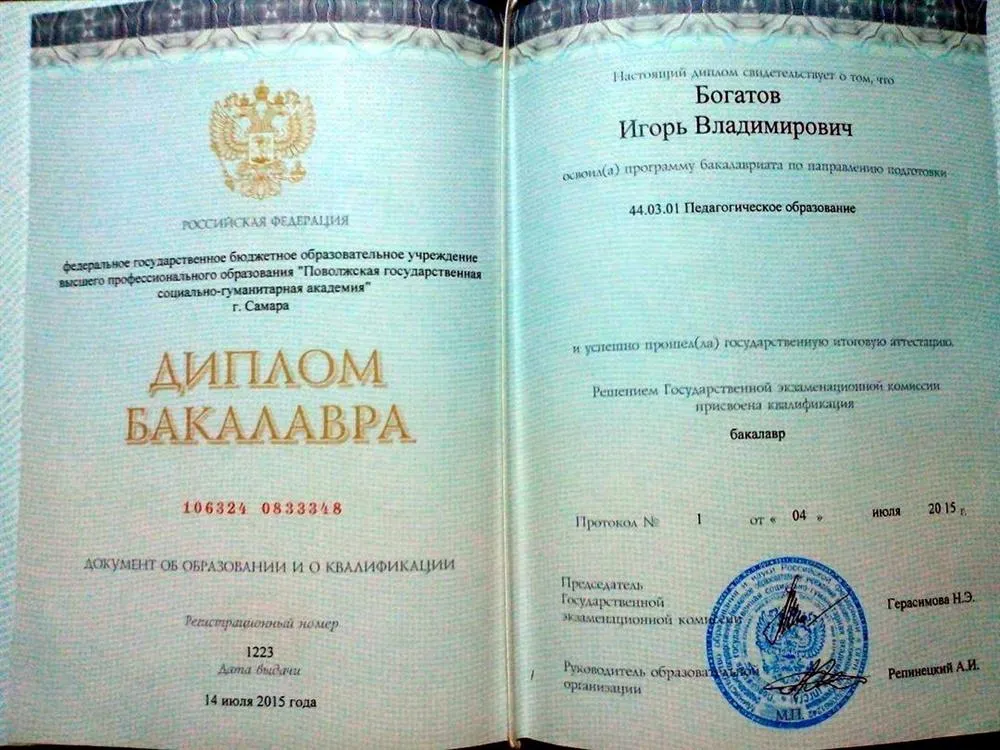 РОССИЙСКАЯ ФЕДЕРАЦИЯ
федеральное государственное бюджетное образовательное учреждение
высшего профессионального образования "Поволжская государственная
социально-гуманитарная академия"
г. Самара
ДИПЛОМ
БАКАЛАВРА
106324 0833348
ДОКУМЕНТ ОБ ОБРАЗОВАНИИ И О КВАЛИФИКАЦИИ
Регистрационный номер
1223
Дата выдачи
14 июля 2015 года
Настоящий диплом свидетельствует о том, что
Богатов
Игорь Владимирович
освоил(а) программу бакалавриата по направлению подготовки
44.03.01 Педагогическое образование
и успешно прошел(ла) государственную итоговую аттестацию.
Решением Государственной экзаменационной комиссии
присвоена квалификация
бакалавр
Протокол № 1 от « 04 » июля 2015 г.
Председатель
Государственной
экзаменационной комиссии
Герасимова Н.Э.
Руководитель образовательной
организации
Репинецкий А.И.
М.П.